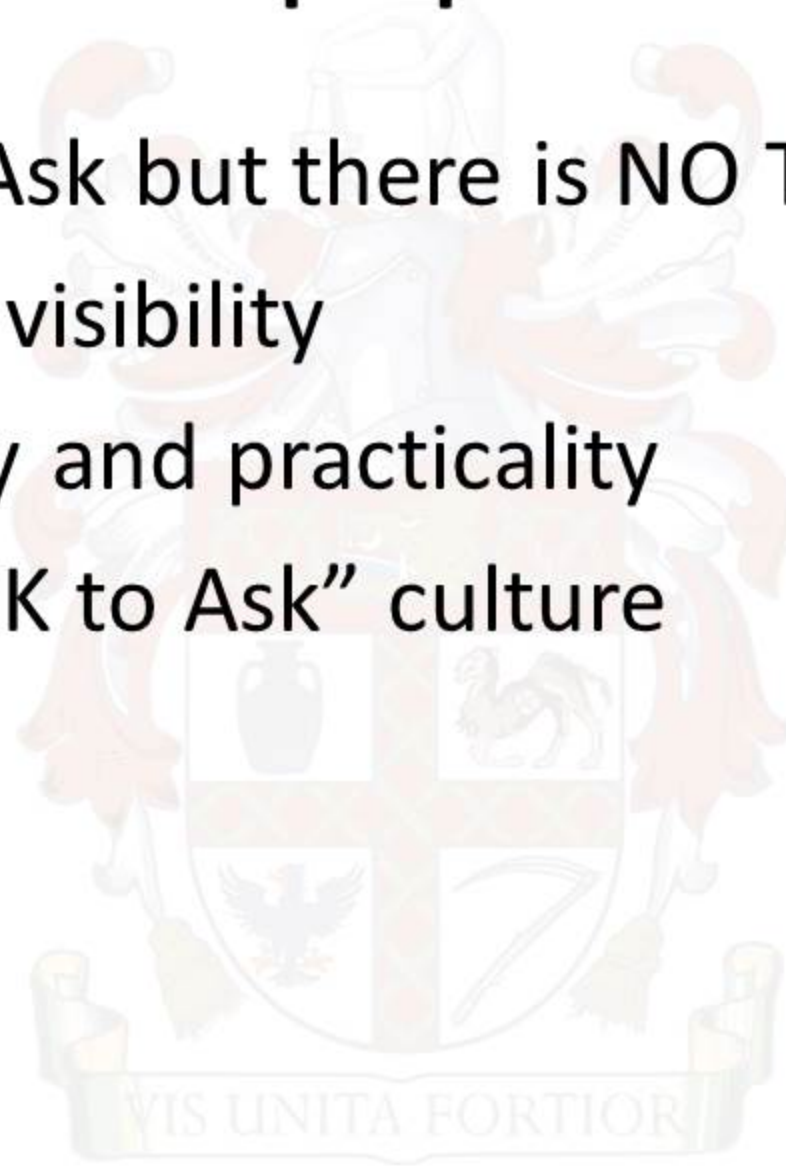 Ask but there is NO
visibility
y and practicality
K to Ask” culture
VIS UNITA FORTIOR